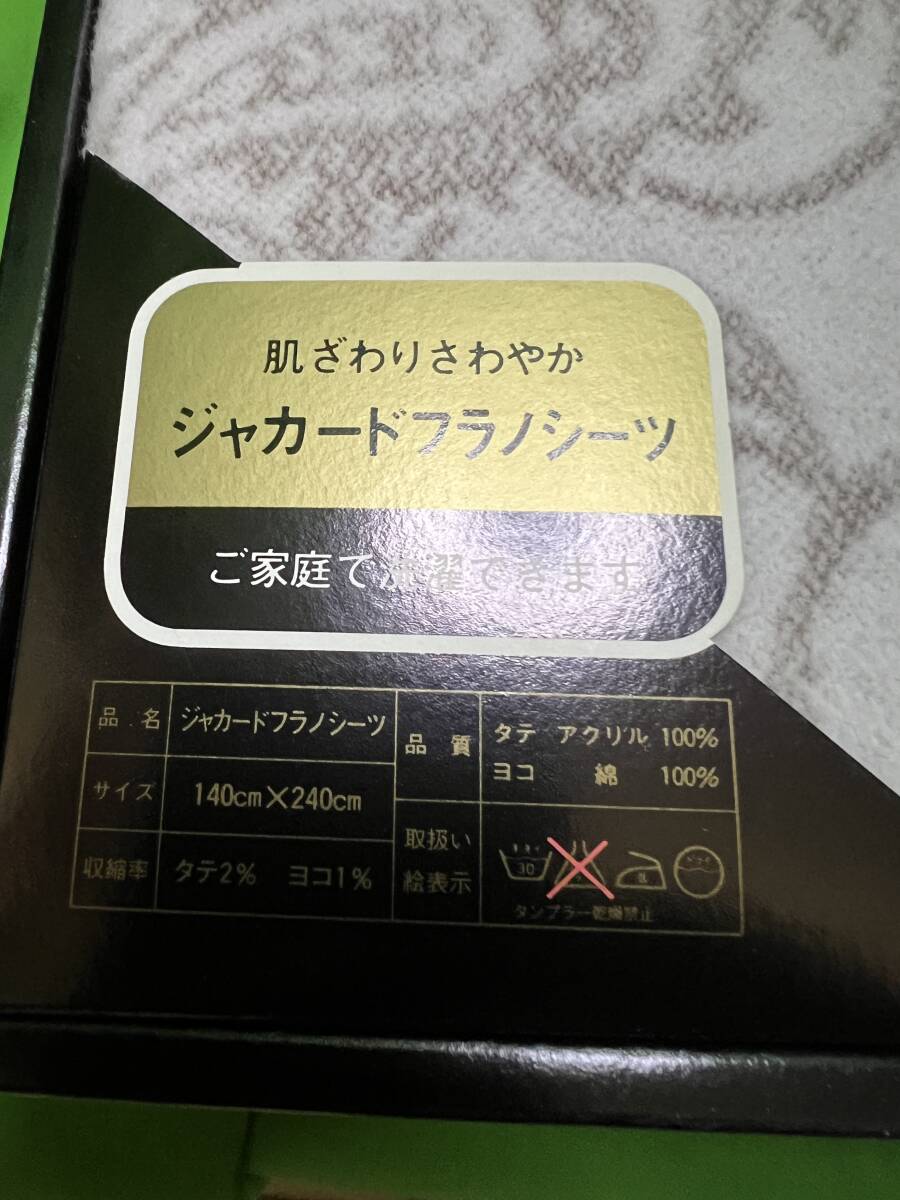 肌ざわりさわやか
ジャカードフラノシーツ
ご家庭で洗濯できます
品名 ジャカードフラノシーツ
サイズ 140cm×240cm
収縮率 タテ2% ヨコ1%
品質 タテ アクリル 100%
ヨコ 綿 100%
取扱い
絵表示
30
タンブラー乾燥禁止